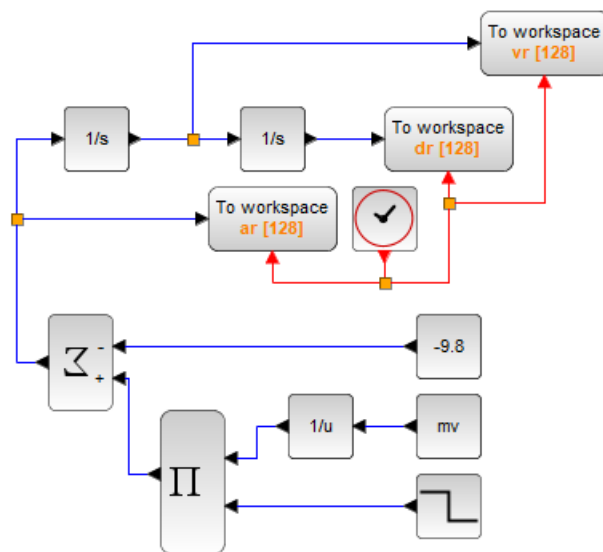 To workspace
vr [128]
1/s
1/s
To workspace
dr [128]
To workspace
ar [128]
Σ
-
+
-9.8
1/u
mv
Π